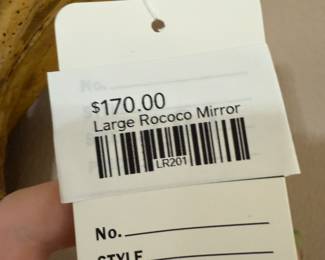 No.
$170.00
Large Rococo Mirror
LR201
No.
STYLE